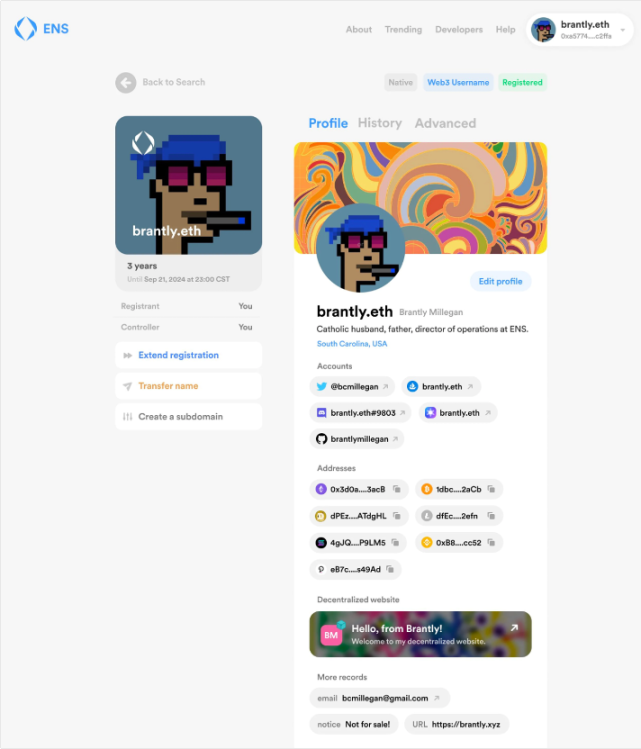 ENS
About Trending Developers Help
brantly.eth
0xa5774....c2ffa
Back to Search
Native Web3 Username Registered
brantly.eth
3 years
Until Sep 21, 2024 at 23:00 CST
Registrant You
Controller You
Extend registration
Transfer name
Create a subdomain
Profile History Advanced
Edit profile
brantly.eth Brantly Millegan
Catholic husband, father, director of operations at ENS.
South Carolina, USA
Accounts
@bcmillegan brantly.eth
brantly.eth#9803 brantly.eth
brantlymillegan
Addresses
0x3d0a....3acB 1dbc....2aCb
dPEz....ATdgHL dfEc....2efn
4gJQ....P9LM5 0xB8....cc52
eB7c....s49Ad
Decentralized website
BM
Hello, from Brantly!
Welcome to my decentralized website.
More records
email bcmillegan@gmail.com
notice Not for sale! URL https://brantly.xyz